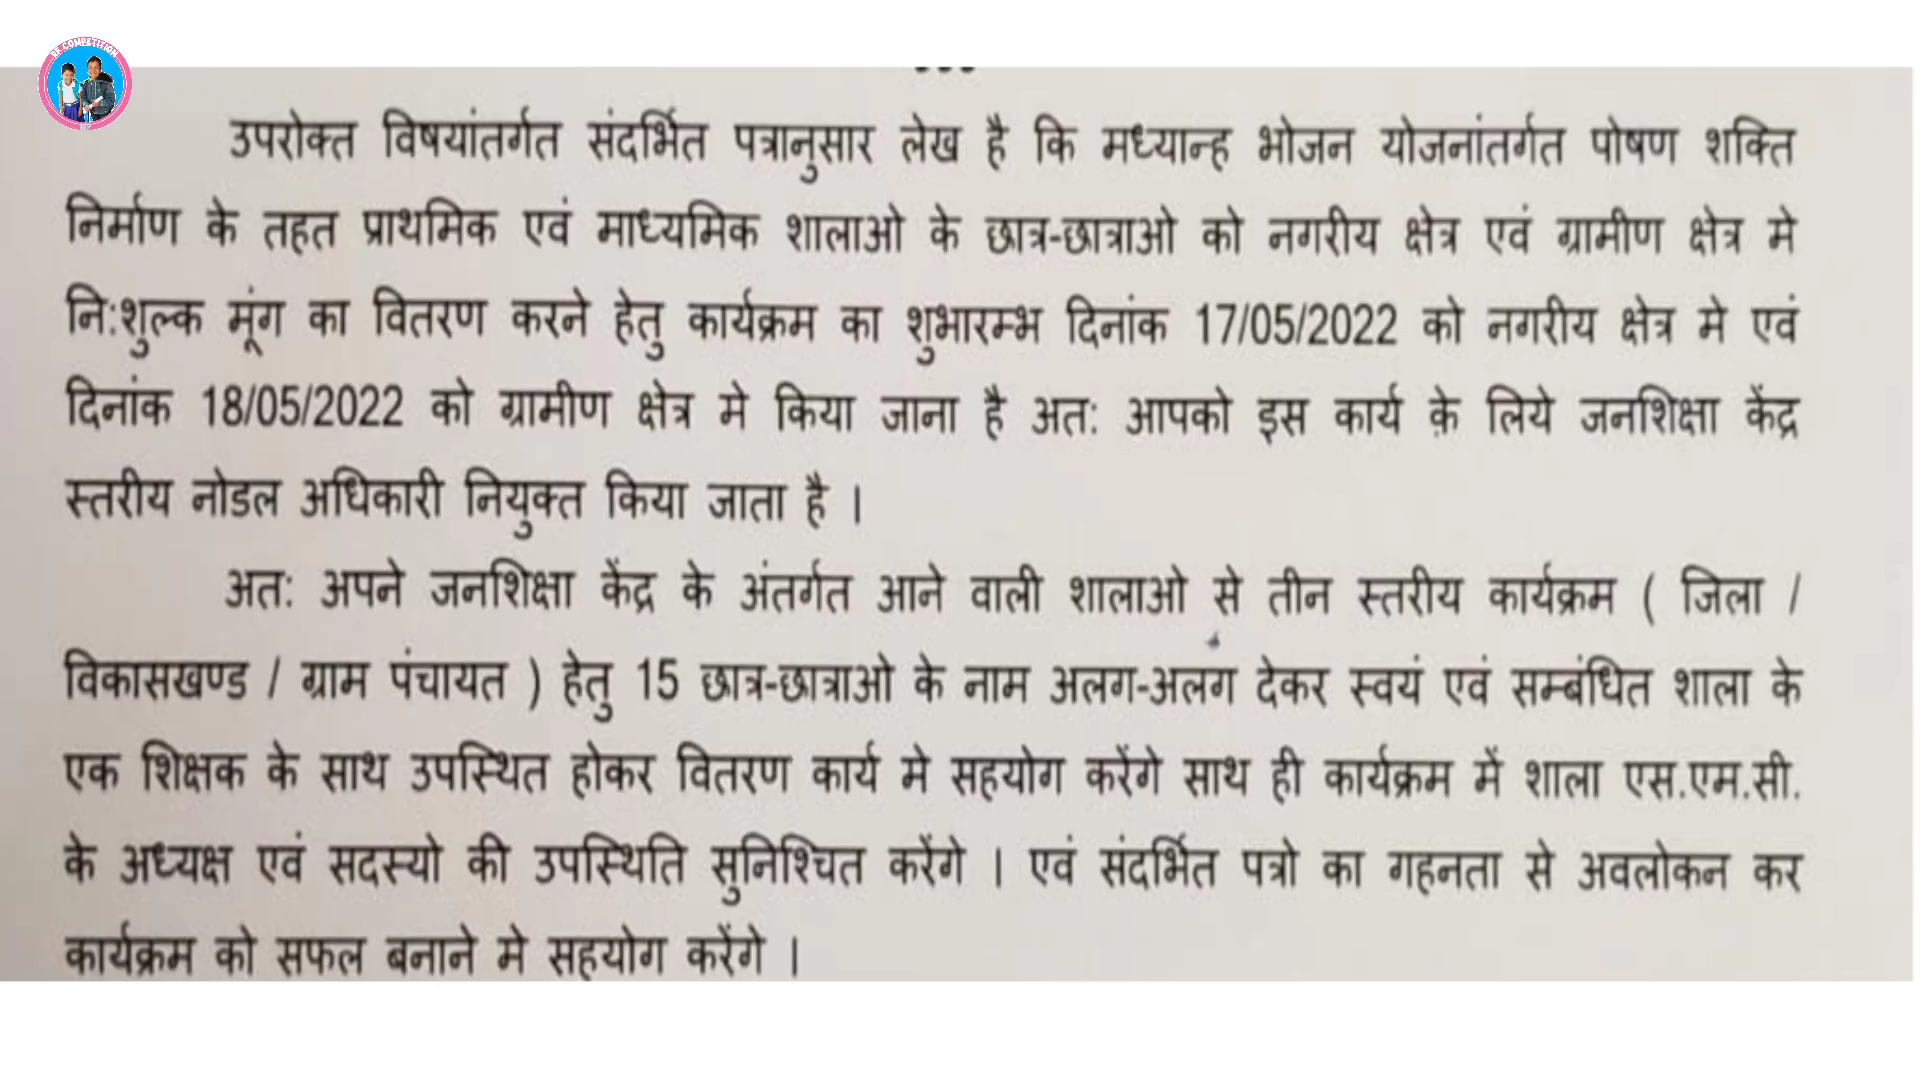 RE COMPETITION
उपरोक्त विषयांतर्गत संदर्भित पत्रानुसार लेख है कि मध्यान्ह भोजन योजनांतर्गत पोषण शक्ति
निर्माण के तहत प्राथमिक एवं माध्यमिक शालाओ के छात्र-छात्राओ को नगरीय क्षेत्र एवं ग्रामीण क्षेत्र मे
नि:शुल्क मूंग का वितरण करने हेतु कार्यक्रम का शुभारम्भ दिनांक 17/05/2022 को नगरीय क्षेत्र मे एवं
दिनांक 18/05/2022 को ग्रामीण क्षेत्र मे किया जाना है अत: आपको इस कार्य के़ लिये जनशिक्षा केंद्र
स्तरीय नोडल अधिकारी नियुक्त किया जाता है ।
अत: अपने जनशिक्षा केंद्र के अंतर्गत आने वाली शालाओ से तीन स्तरीय कार्यक्रम ( जिला /
विकासखण्ड / ग्राम पंचायत ) हेतु 15 छात्र-छात्राओ के नाम अलग-अलग देकर स्वयं एवं सम्बंधित शाला के
एक शिक्षक के साथ उपस्थित होकर वितरण कार्य मे सहयोग करेंगे साथ ही कार्यक्रम में शाला एस.एम.सी.
के अध्यक्ष एवं सदस्यो की उपस्थिति सुनिश्चित करेंगे । एवं संदर्भित पत्रो का गहनता से अवलोकन कर
कार्यक्रम को सफल बनाने मे सहयोग करेंगे ।